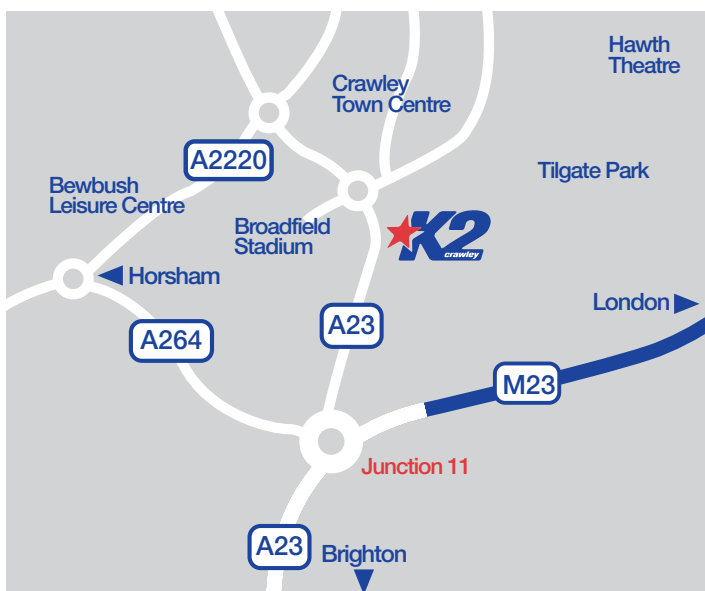 Hawth
Theatre
Crawley
Town Centre
A2220
Tilgate Park
Bewbush
Leisure Centre
Broadfield
Stadium
K2
crawley
Horsham
London
A23
A264
M23
Junction 11
A23
Brighton